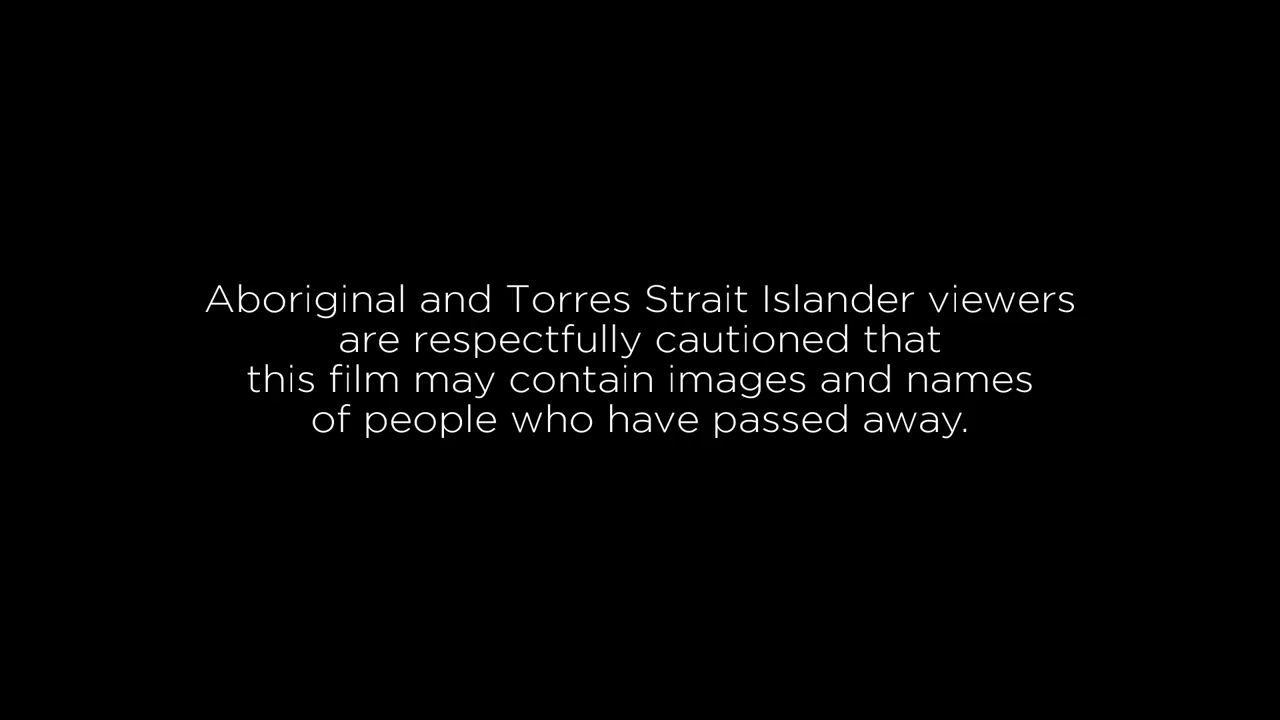 Aboriginal and Torres Strait Islander viewers
are respectfully cautioned that
this film may contain images and names
of people who have passed away.